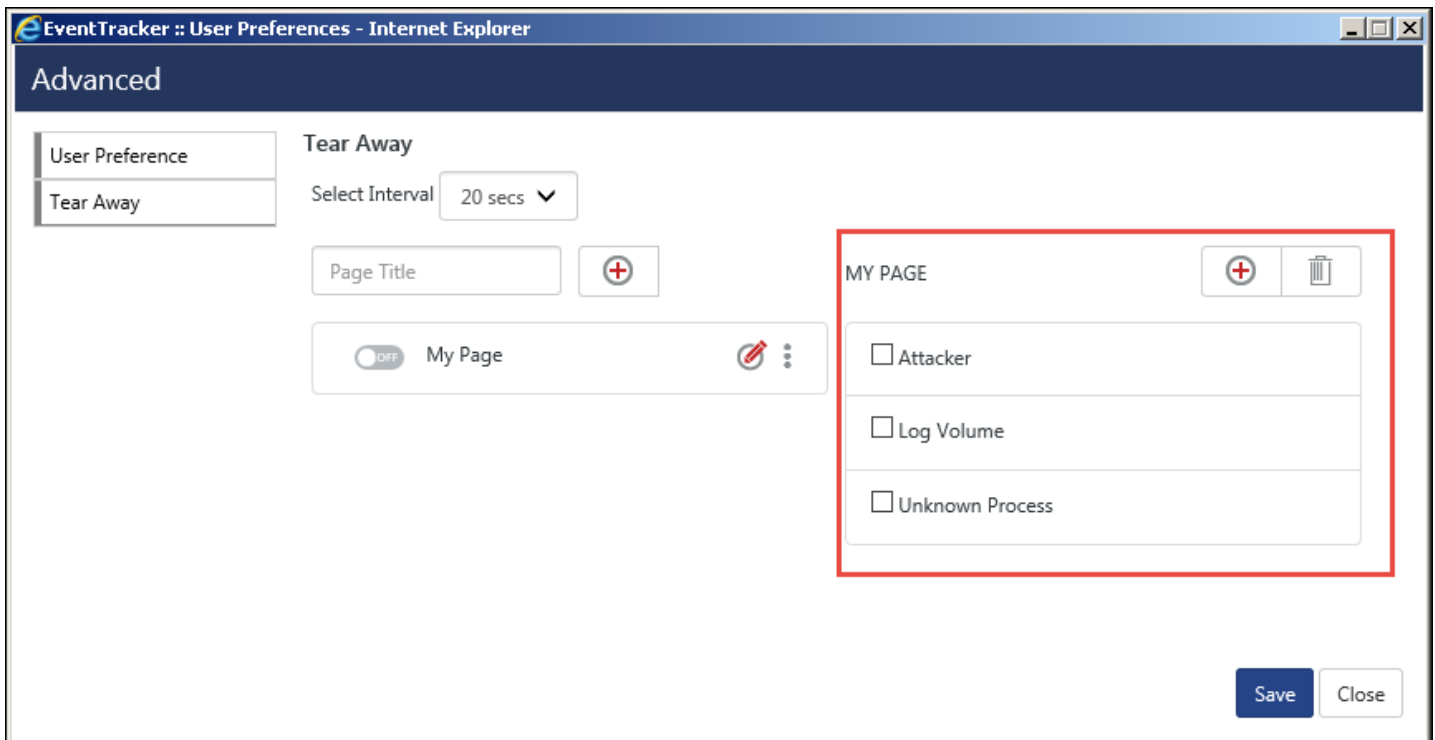 EventTracker :: User Preferences - Internet Explorer
Advanced
User Preference
Tear Away
Tear Away
Select Interval 20 secs
Page Title
OFF My Page
MY PAGE
Attacker
Log Volume
Unknown Process
Save Close